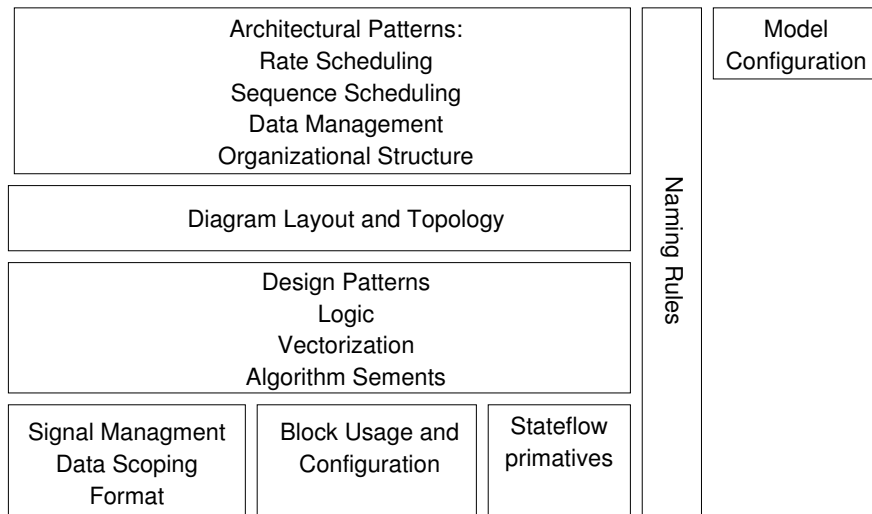 Architectural Patterns:
Rate Scheduling
Sequence Scheduling
Data Management
Organizational Structure
Diagram Layout and Topology
Design Patterns
Logic
Vectorization
Algorithm Sements
Signal Managment
Data Scoping
Format
Block Usage and
Configuration
Stateflow
primatives
Naming Rules
Model
Configuration